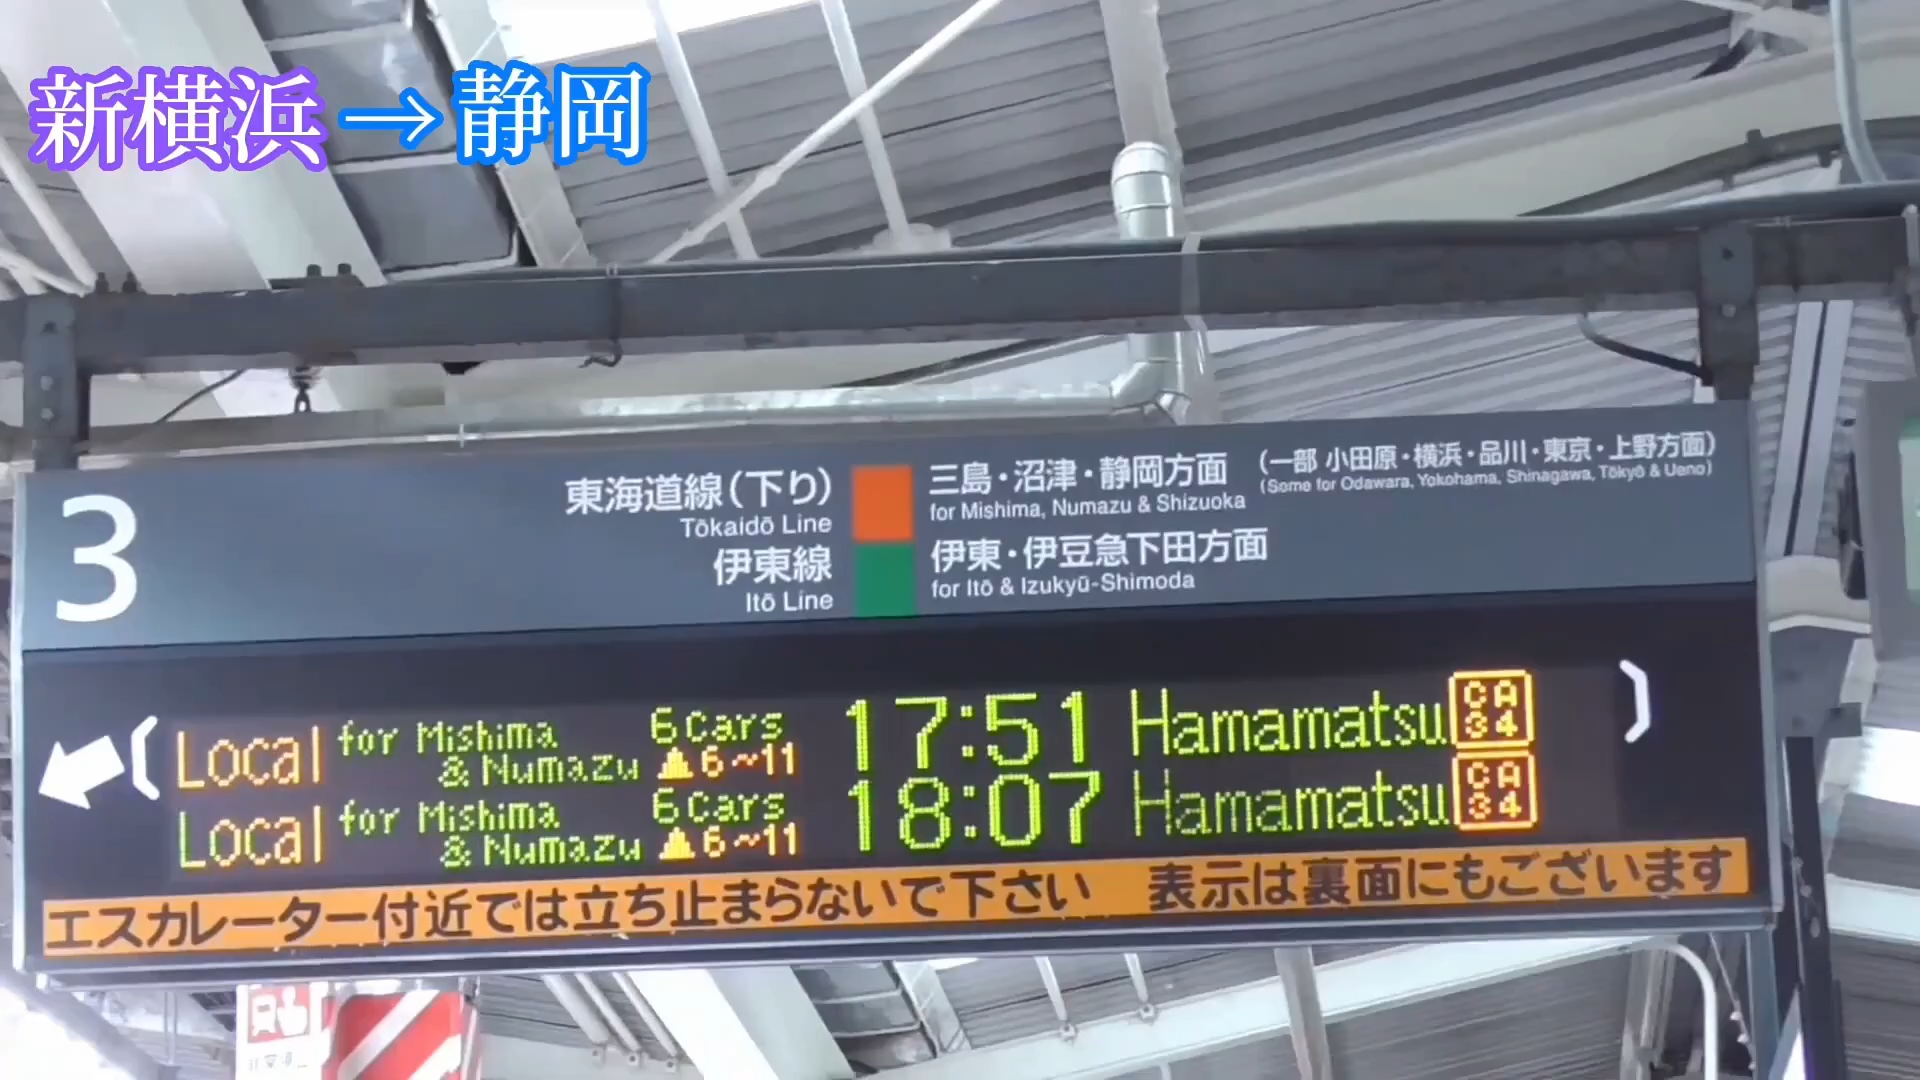 新横浜→静岡
3
東海道線(下り)
Tōkaidō Line
三島・沼津・静岡方面
for Mishima, Numazu & Shizuoka
(一部 小田原・横浜・品川・東京・上野方面)
(Some for Odawara, Yokohama, Shinagawa, Tōkyō & Ueno)
伊東線
Itō Line
伊東・伊豆急下田方面
for Itō & Izukyū-Shimoda
Local for Mishima & Numazu 6cars 6~11 17:51 Hamamatsu CA 34
Local for Mishima & Numazu 6cars 6~11 18:07 Hamamatsu CA 34
エスカレーター付近では立ち止まらないで下さい 表示は裏面にもございます